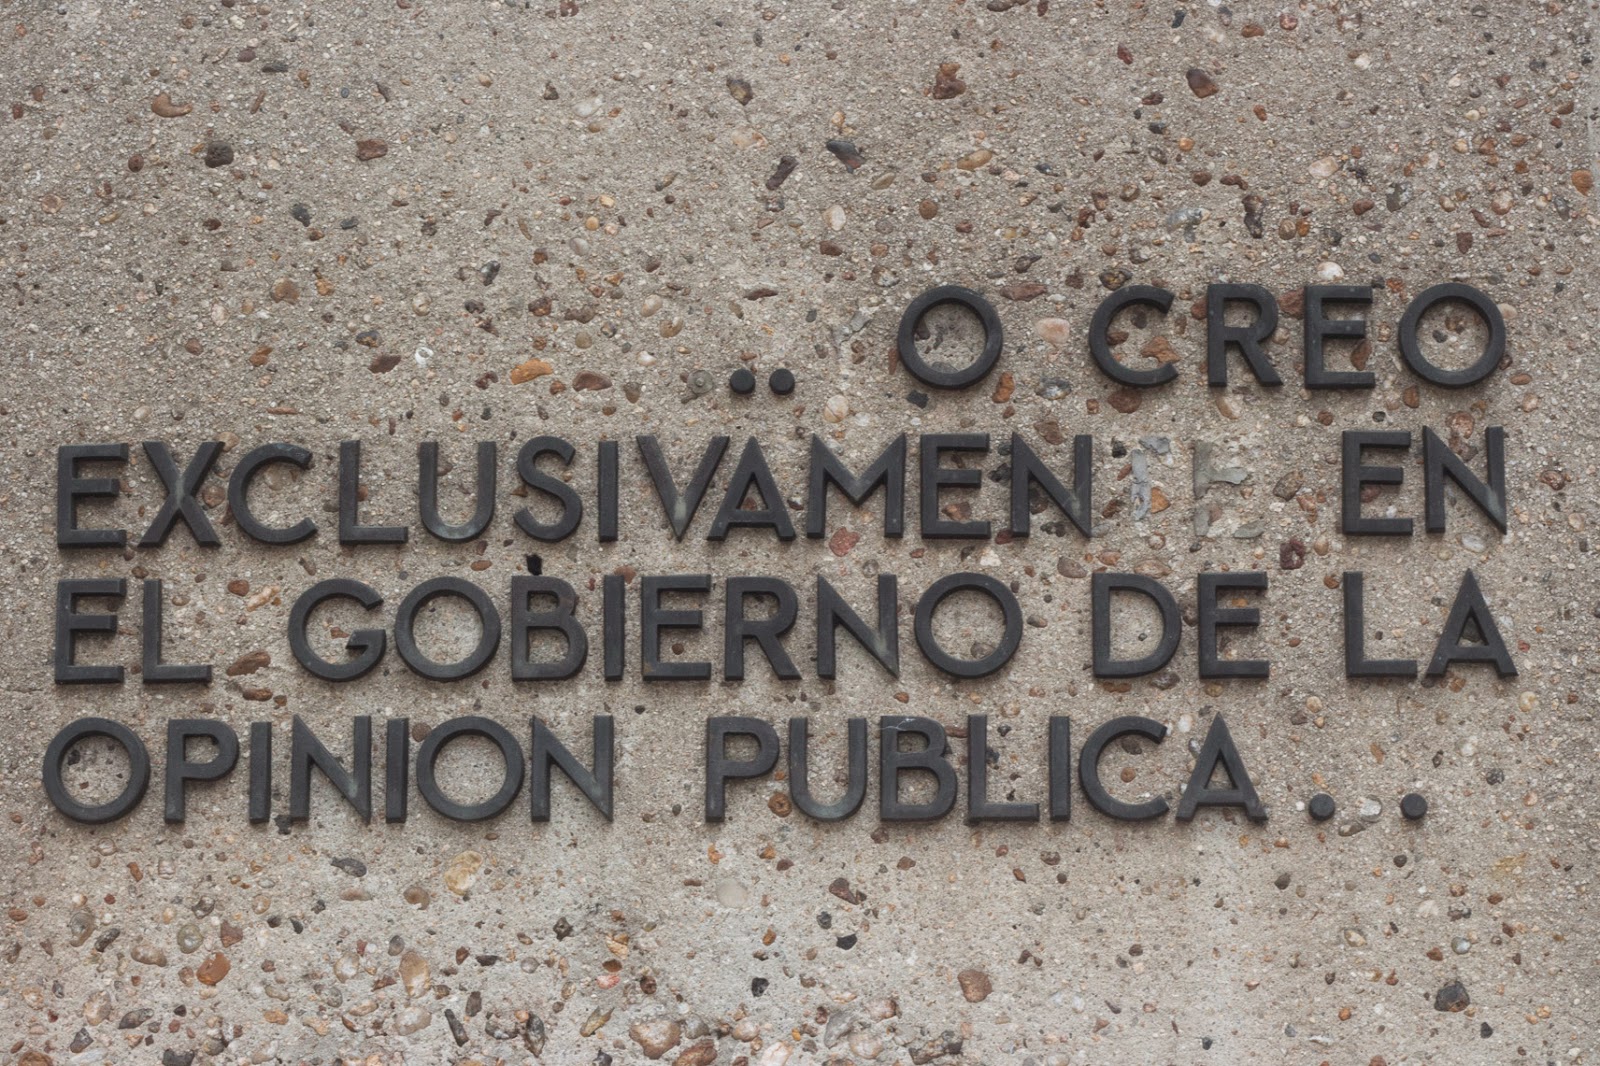 .. O CREO
EXCLUSIVAMEN EN
EL GOBIERNO DE LA
OPINION PUBLICA. .